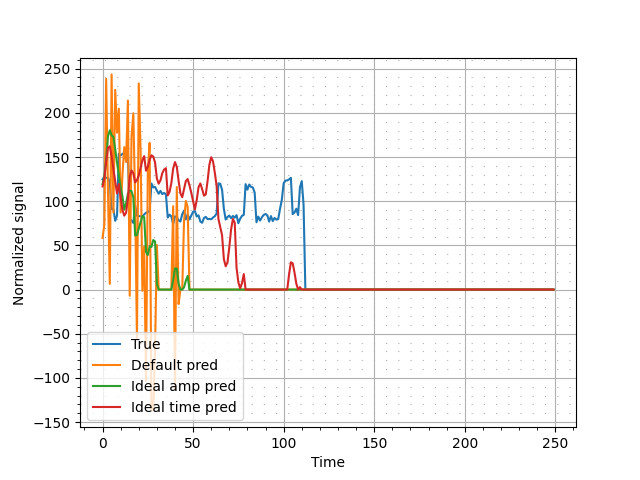 Normalized signal
250
200
150
100
50
0
−50
−100
−150
True
Default pred
Ideal amp pred
Ideal time pred
0 50 100 150 200 250
Time